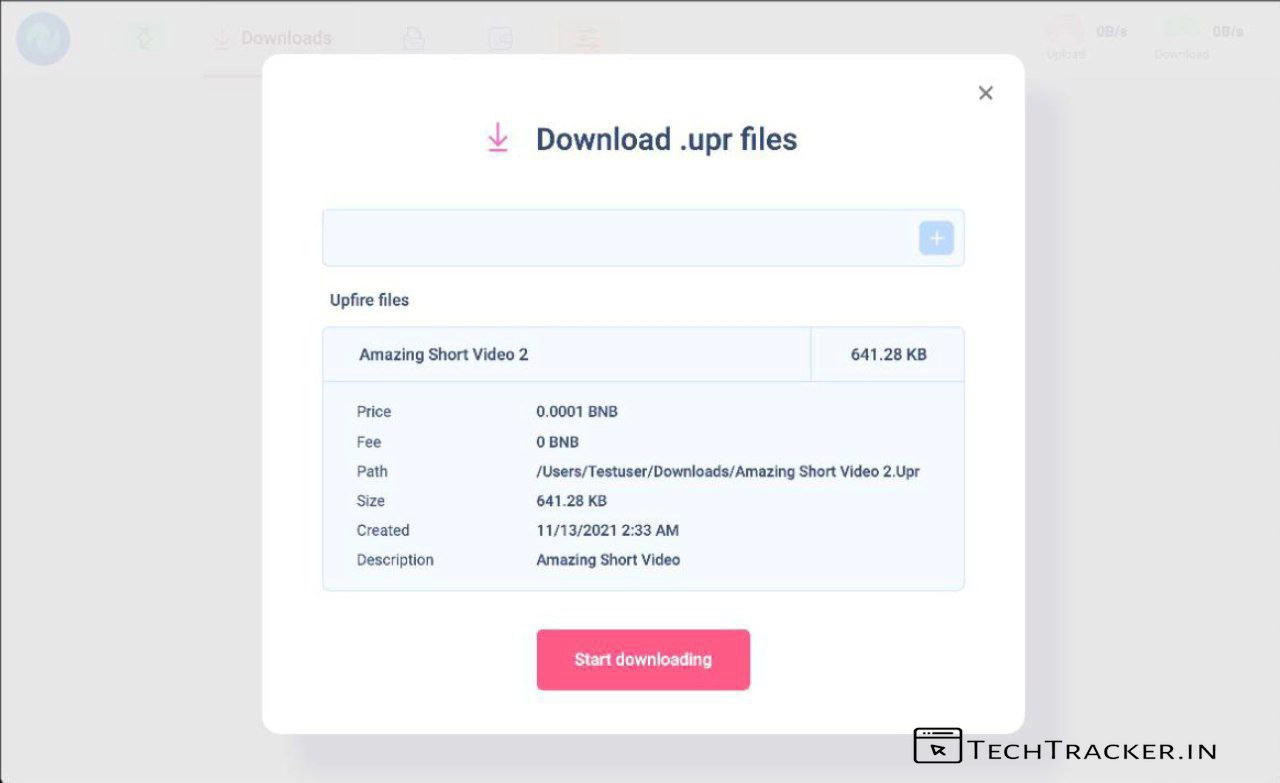 Downloads
0B/s
0B/s
Upload
Download
Download .upr files
Upfire files
Amazing Short Video 2 641.28 KB
Price 0.0001 BNB
Fee 0 BNB
Path /Users/Testuser/Downloads/Amazing Short Video 2.Upr
Size 641.28 KB
Created 11/13/2021 2:33 AM
Description Amazing Short Video
Start downloading
TECHTRACKER.IN